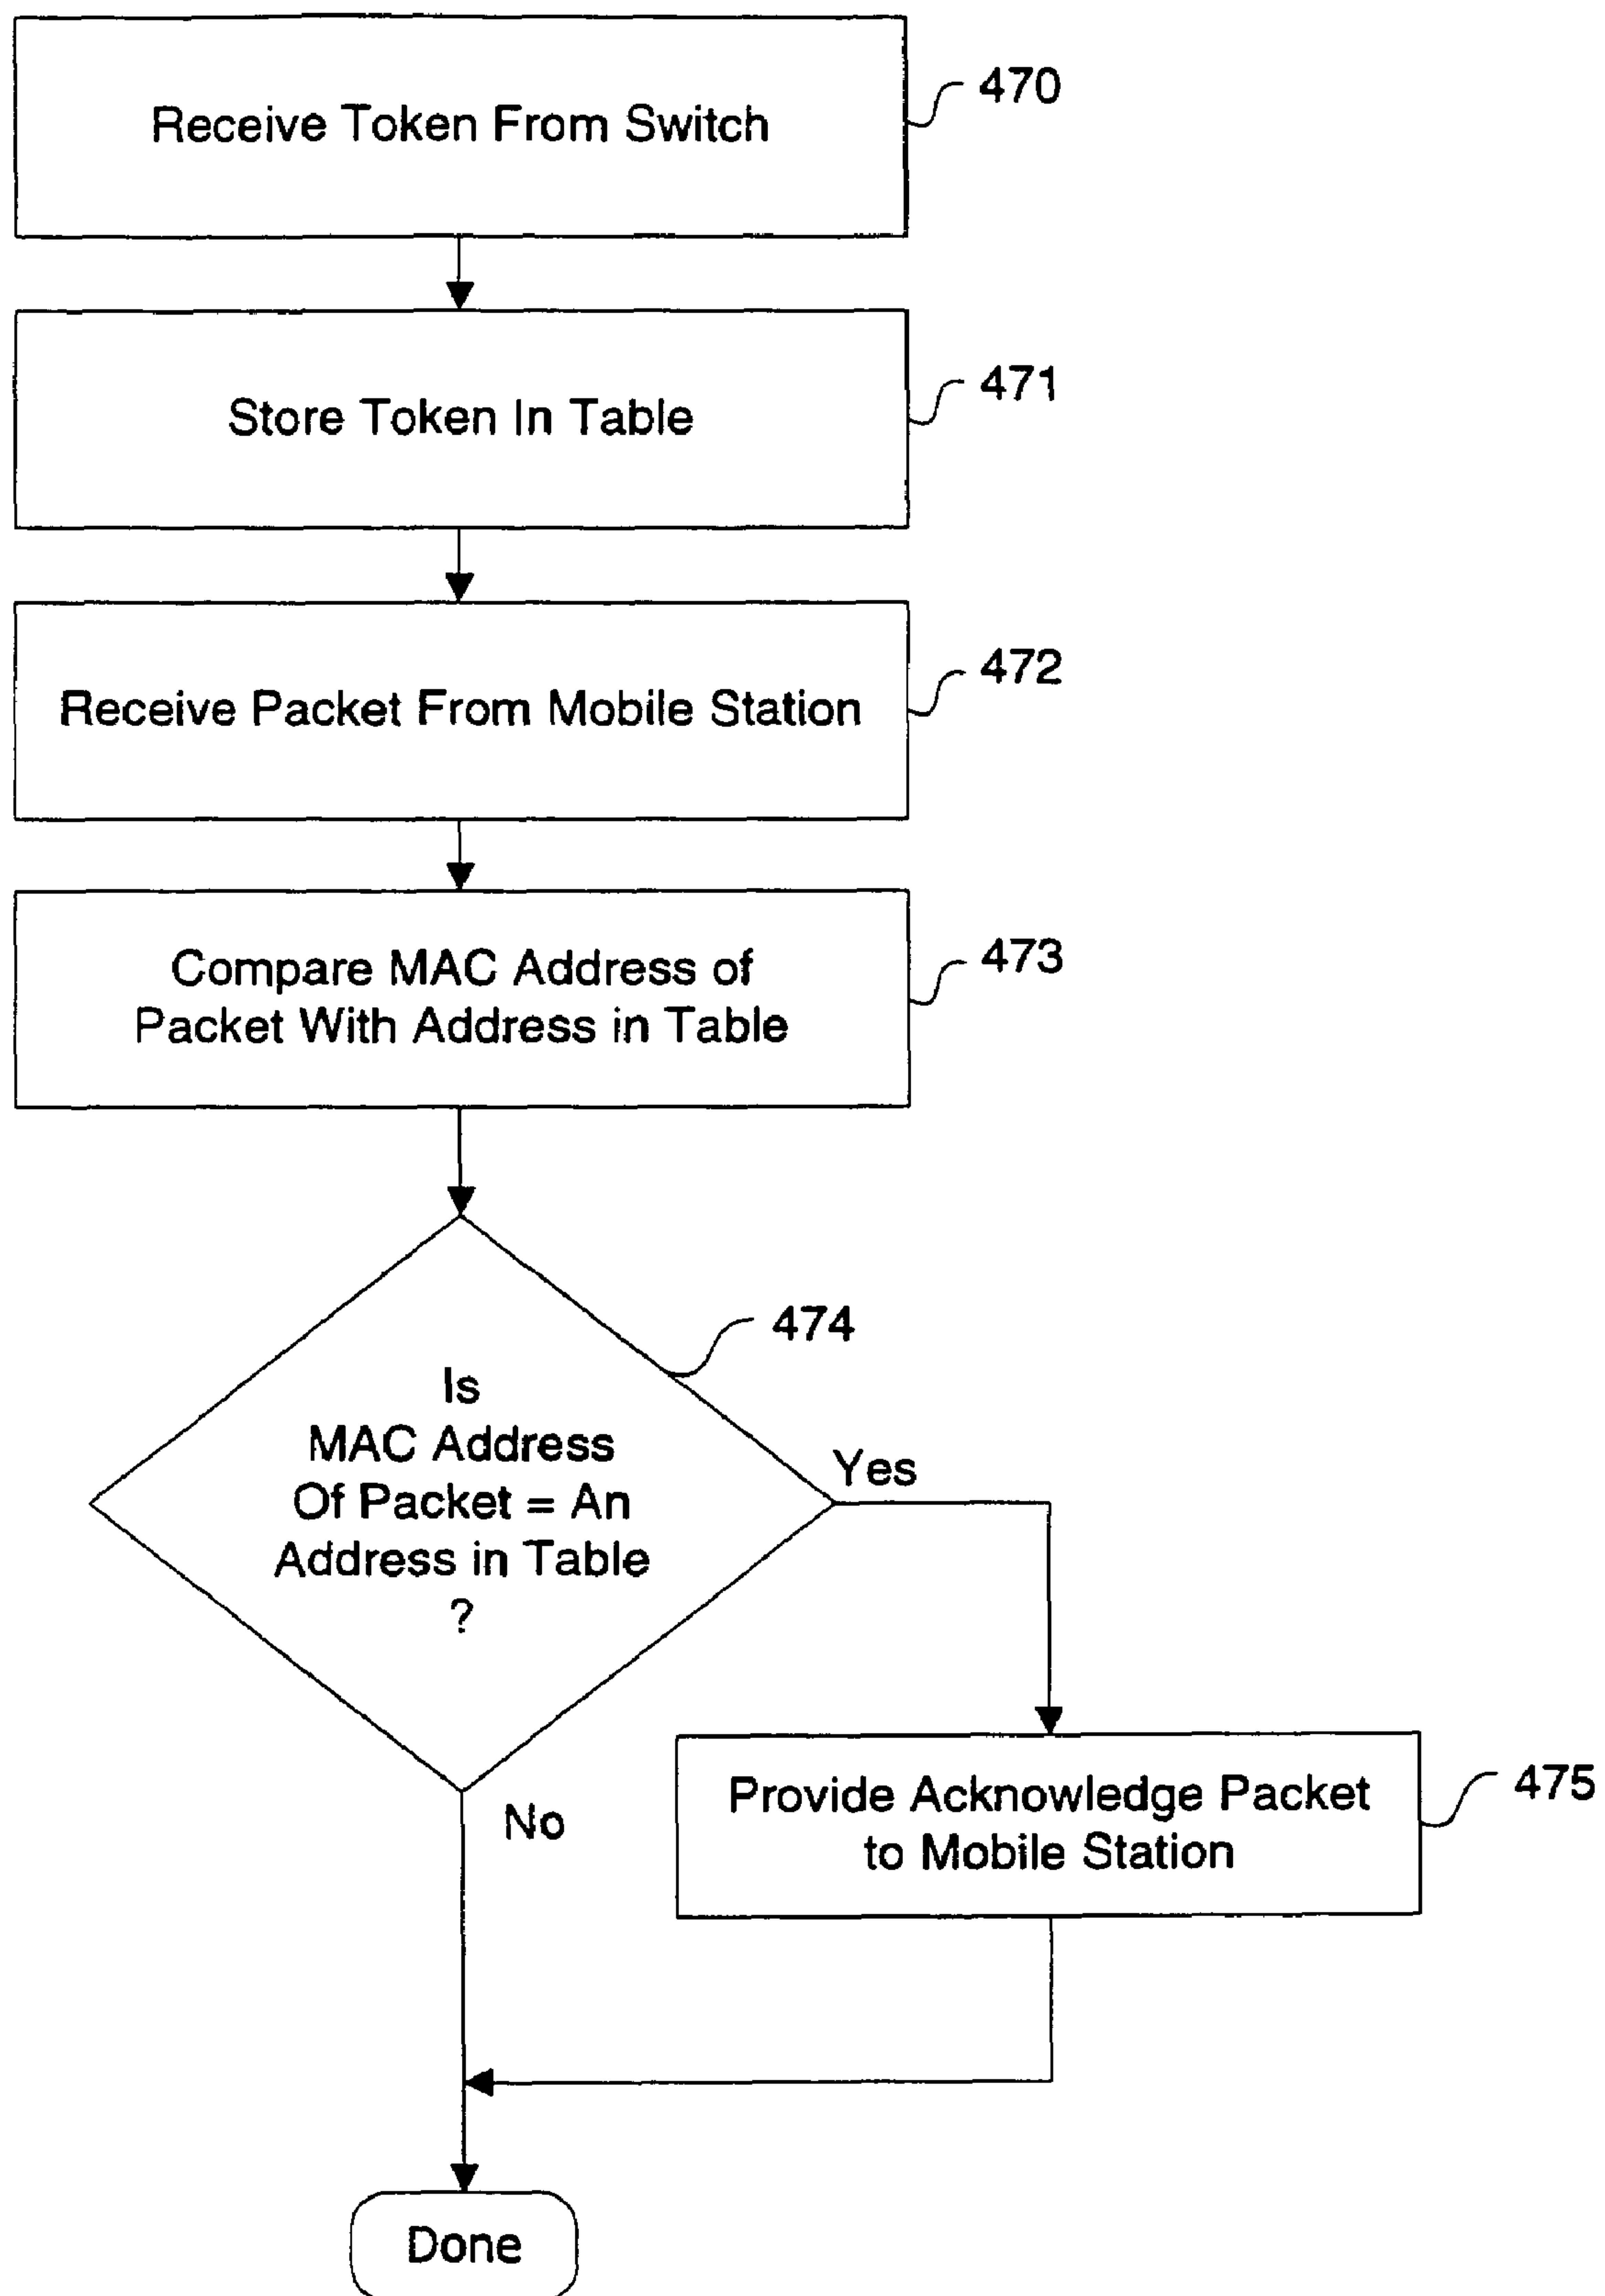 Receive Token From Switch
470
Store Token In Table
471
Receive Packet From Mobile Station
472
Compare MAC Address of
Packet With Address in Table
473
474
Is
MAC Address
Of Packet = An
Address in Table
?
Yes
No
Provide Acknowledge Packet
to Mobile Station
475
Done